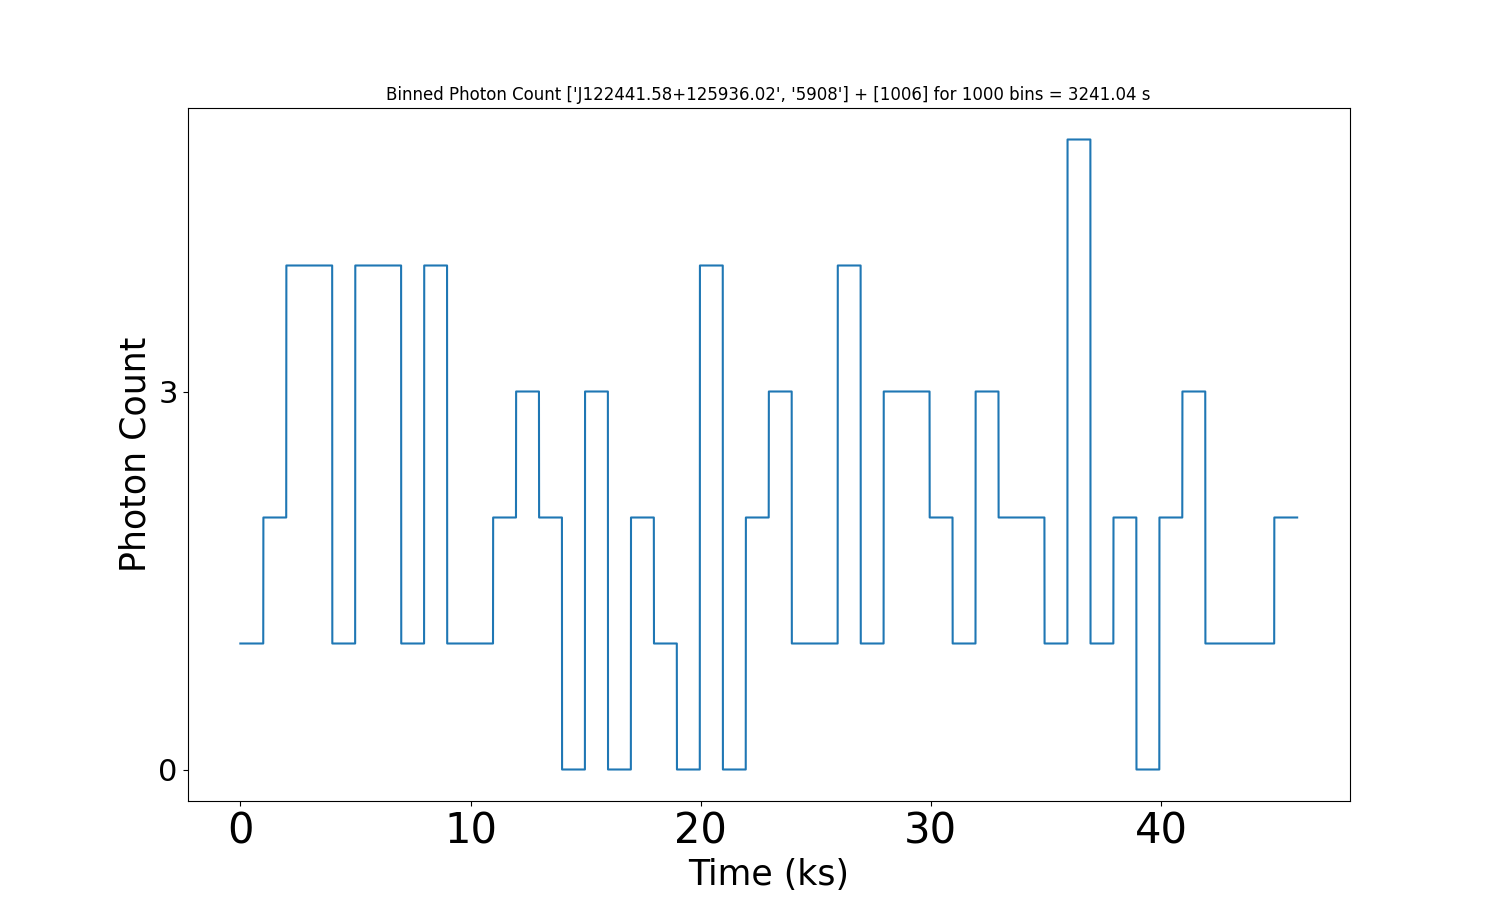 Binned Photon Count ['J122441.58+125936.02', '5908'] + [1006] for 1000 bins = 3241.04 s
Photon Count
3
0
0 10 20 30 40
Time (ks)